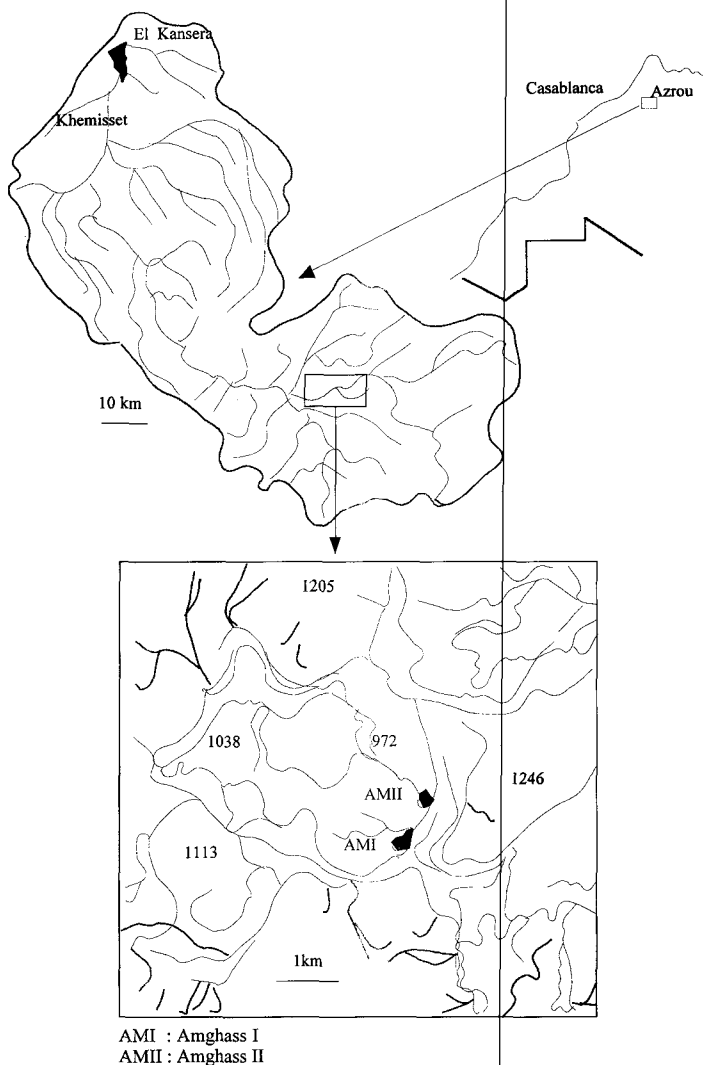 El Kansera
Casablanca
Azrou
Khemisset
10 km
1205
1038
972
1246
AMII
AMI
1113
1km
AMI : Amghass I
AMII : Amghass II